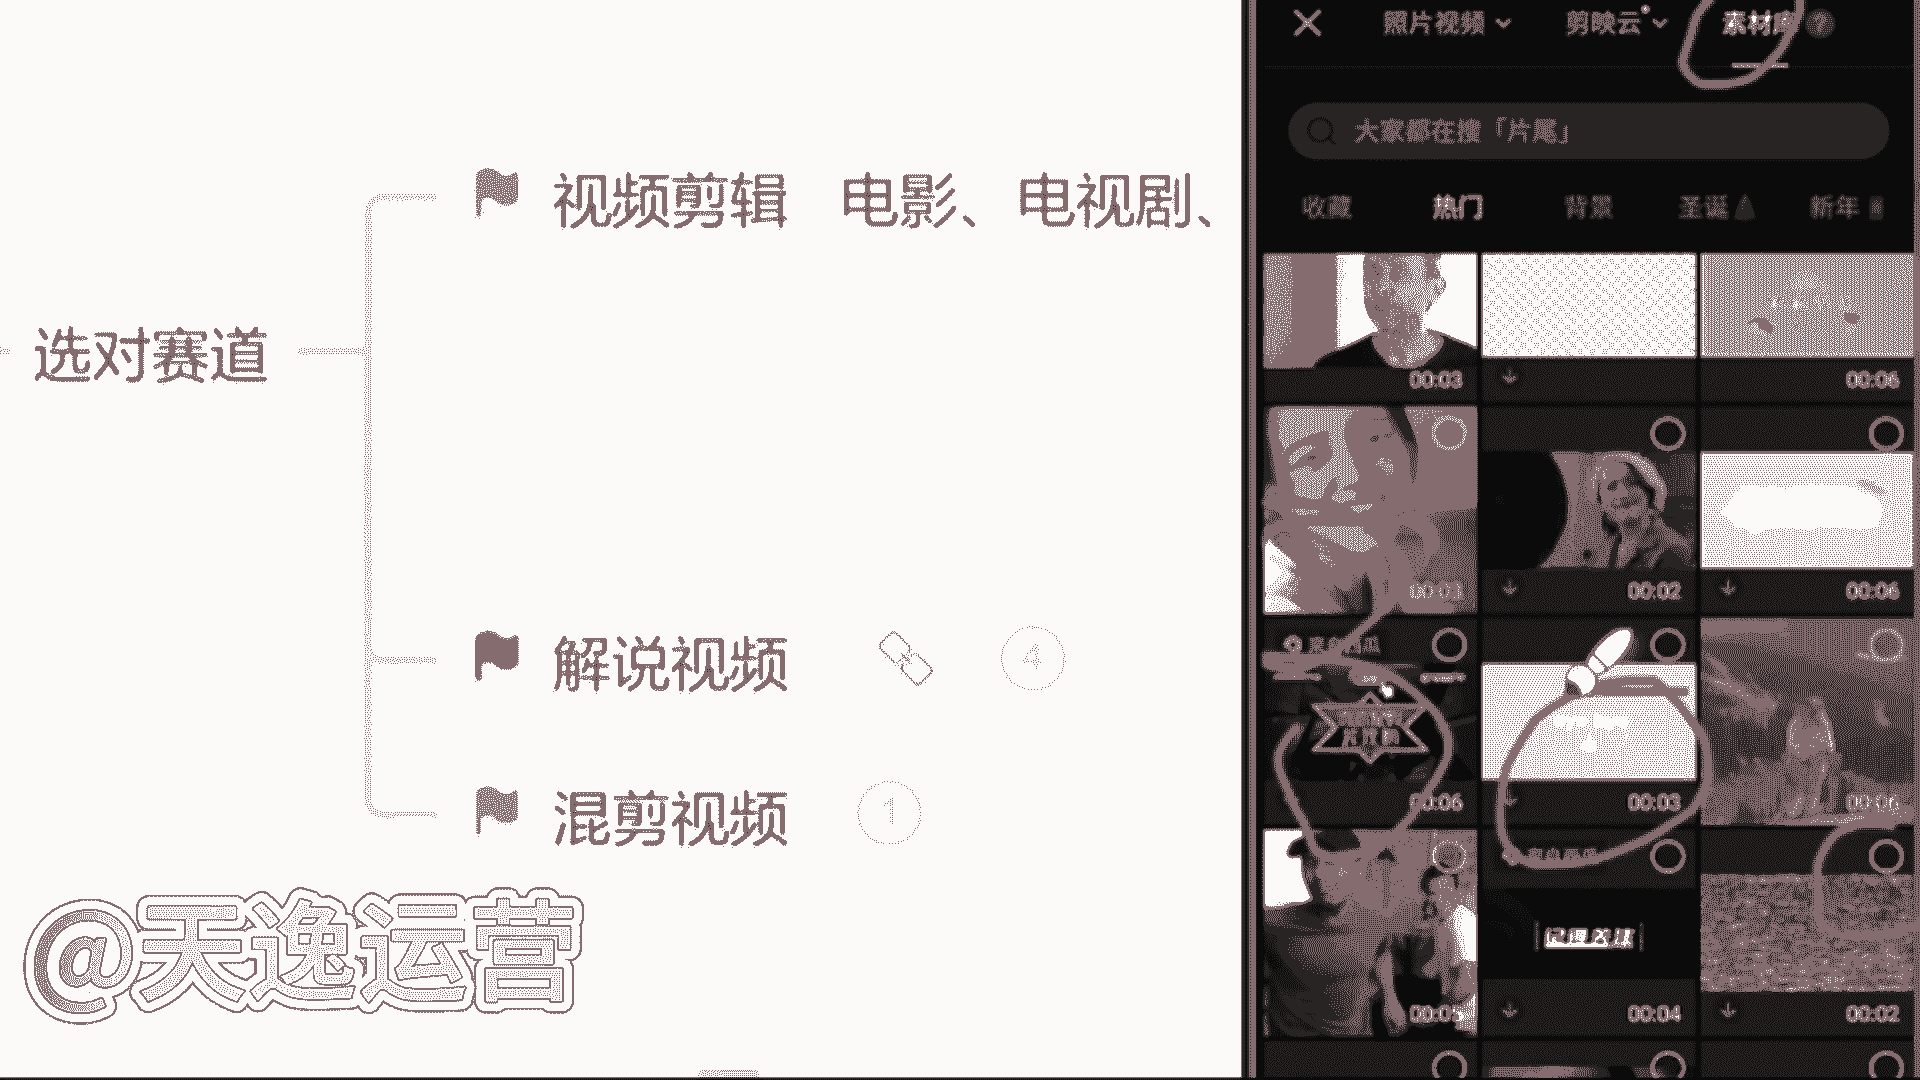 选对赛道
视频剪辑 电影、电视剧、
解说视频
4
混剪视频
1
@天逸运营
照片视频
剪映云
素材库 ?
大家都在搜「片尾」
收藏 热门 背景 圣诞 新年
00:03
00:06
00:03
00:02
00:06
00:06
00:03
00:06
00:05
00:04
00:02